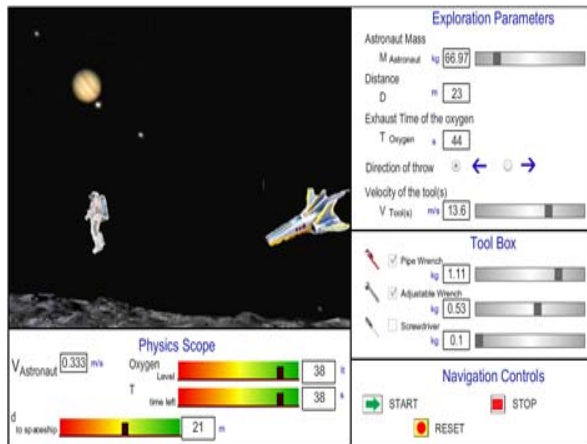 Exploration Parameters
Astronaut Mass
M Astronaut kg 66.97
Distance
D m 23
Exhaust Time of the oxygen
T Oxygen s 44
Direction of throw
Velocity of the tool(s)
V Tool(s) m/s 13.6
Tool Box
Pipe Wrench
kg 1.11
Adjustable Wrench
kg 0.53
Screwdriver
kg 0.1
Physics Scope
V Astronaut 0.333 m/s
Oxygen Level 38 lt
T time left 38 s
d to spaceship 21 m
Navigation Controls
START
STOP
RESET